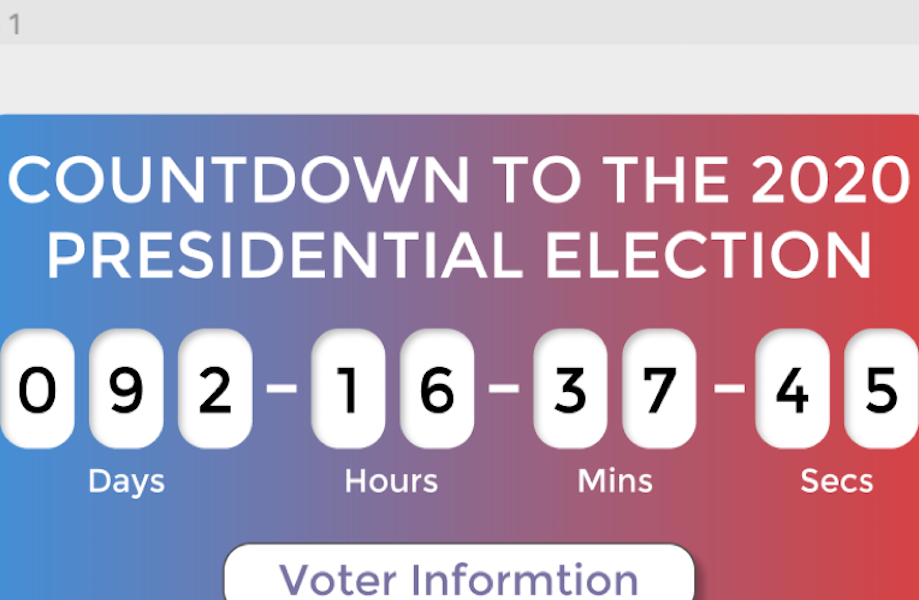 1
COUNTDOWN TO THE 2020
PRESIDENTIAL ELECTION
092-16-37-45
Days Hours Mins Secs
Voter Informtion